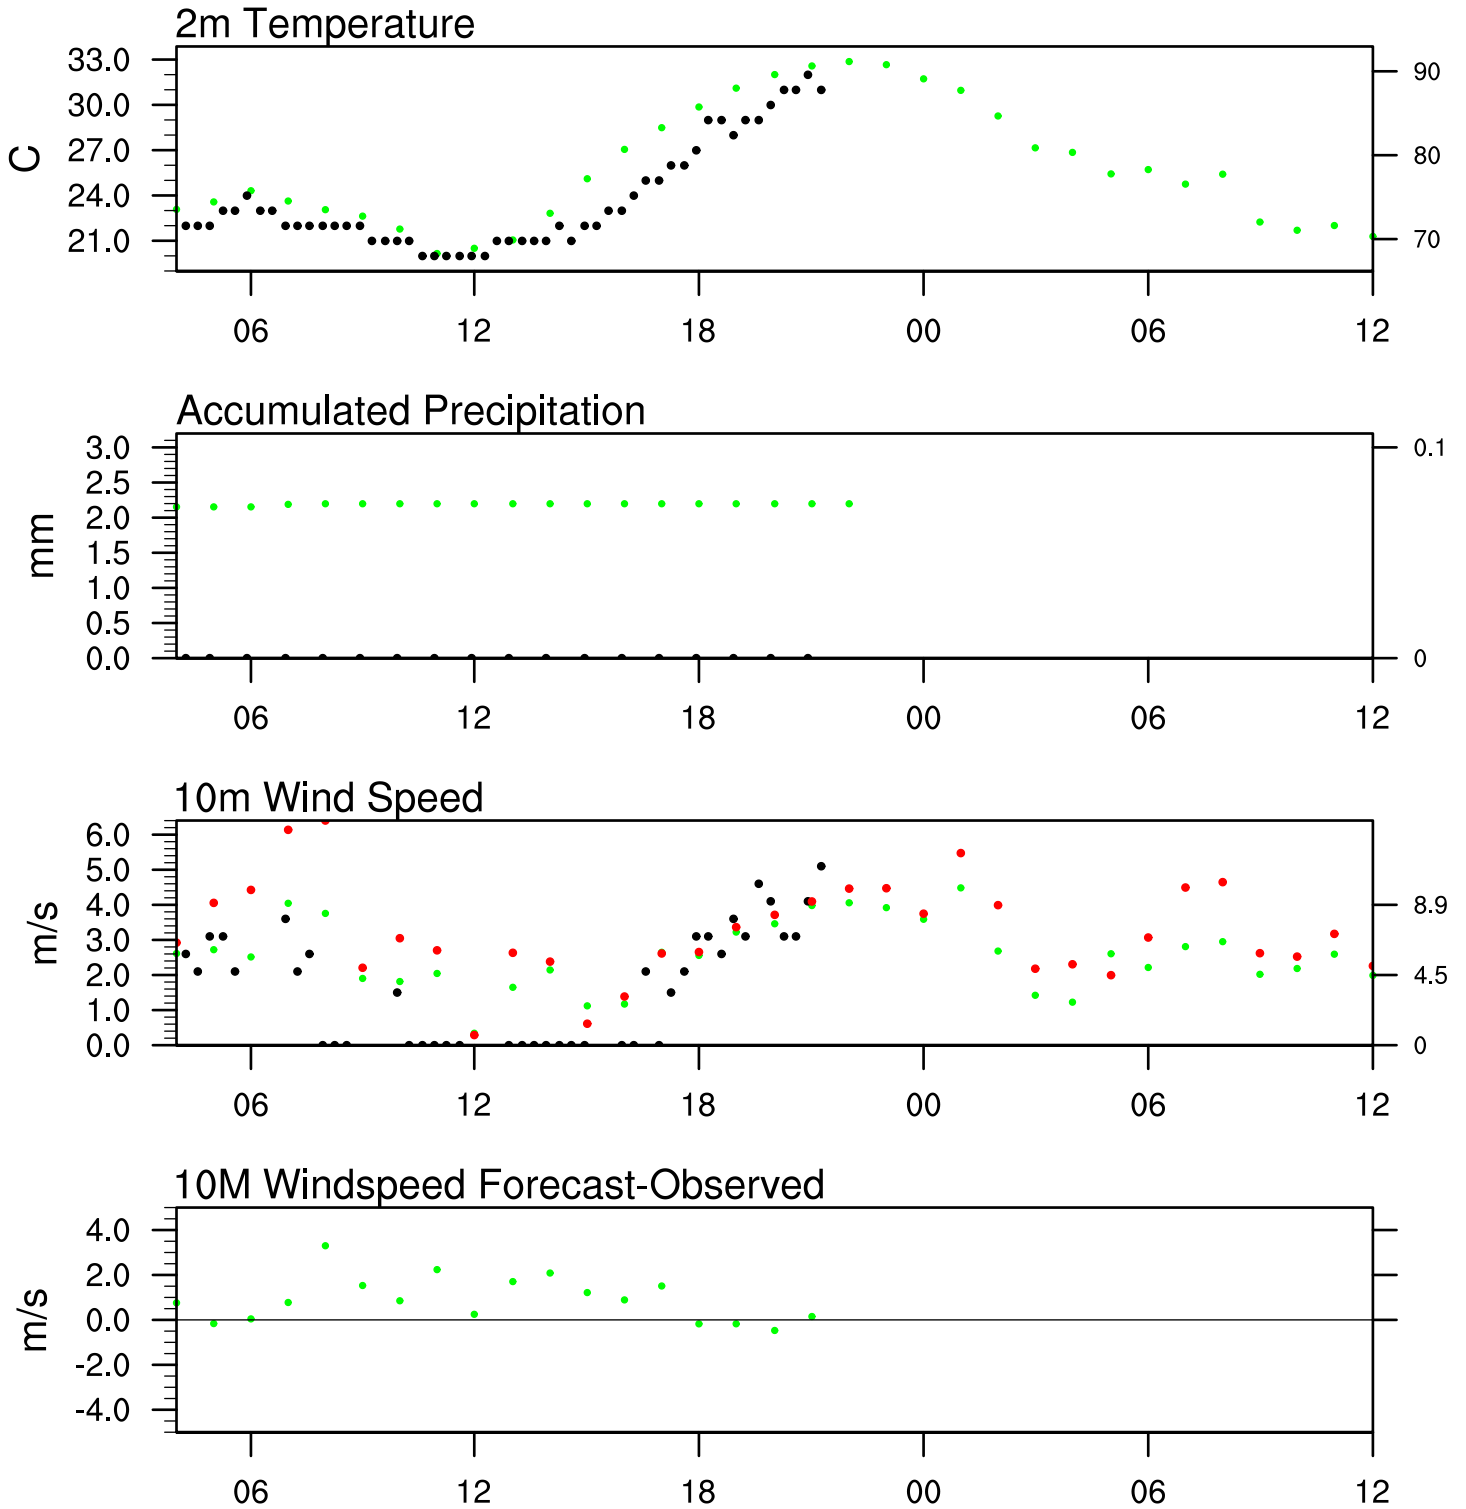 2m Temperature
33.0
30.0
27.0
24.0
21.0
C
90
80
70
06 12 18 00 06 12
Accumulated Precipitation
3.0
2.5
2.0
1.5
1.0
0.5
0.0
mm
0.1
0
06 12 18 00 06 12
10m Wind Speed
6.0
5.0
4.0
3.0
2.0
1.0
0.0
m/s
8.9
4.5
0
06 12 18 00 06 12
10M Windspeed Forecast-Observed
4.0
2.0
0.0
-2.0
-4.0
m/s
06 12 18 00 06 12